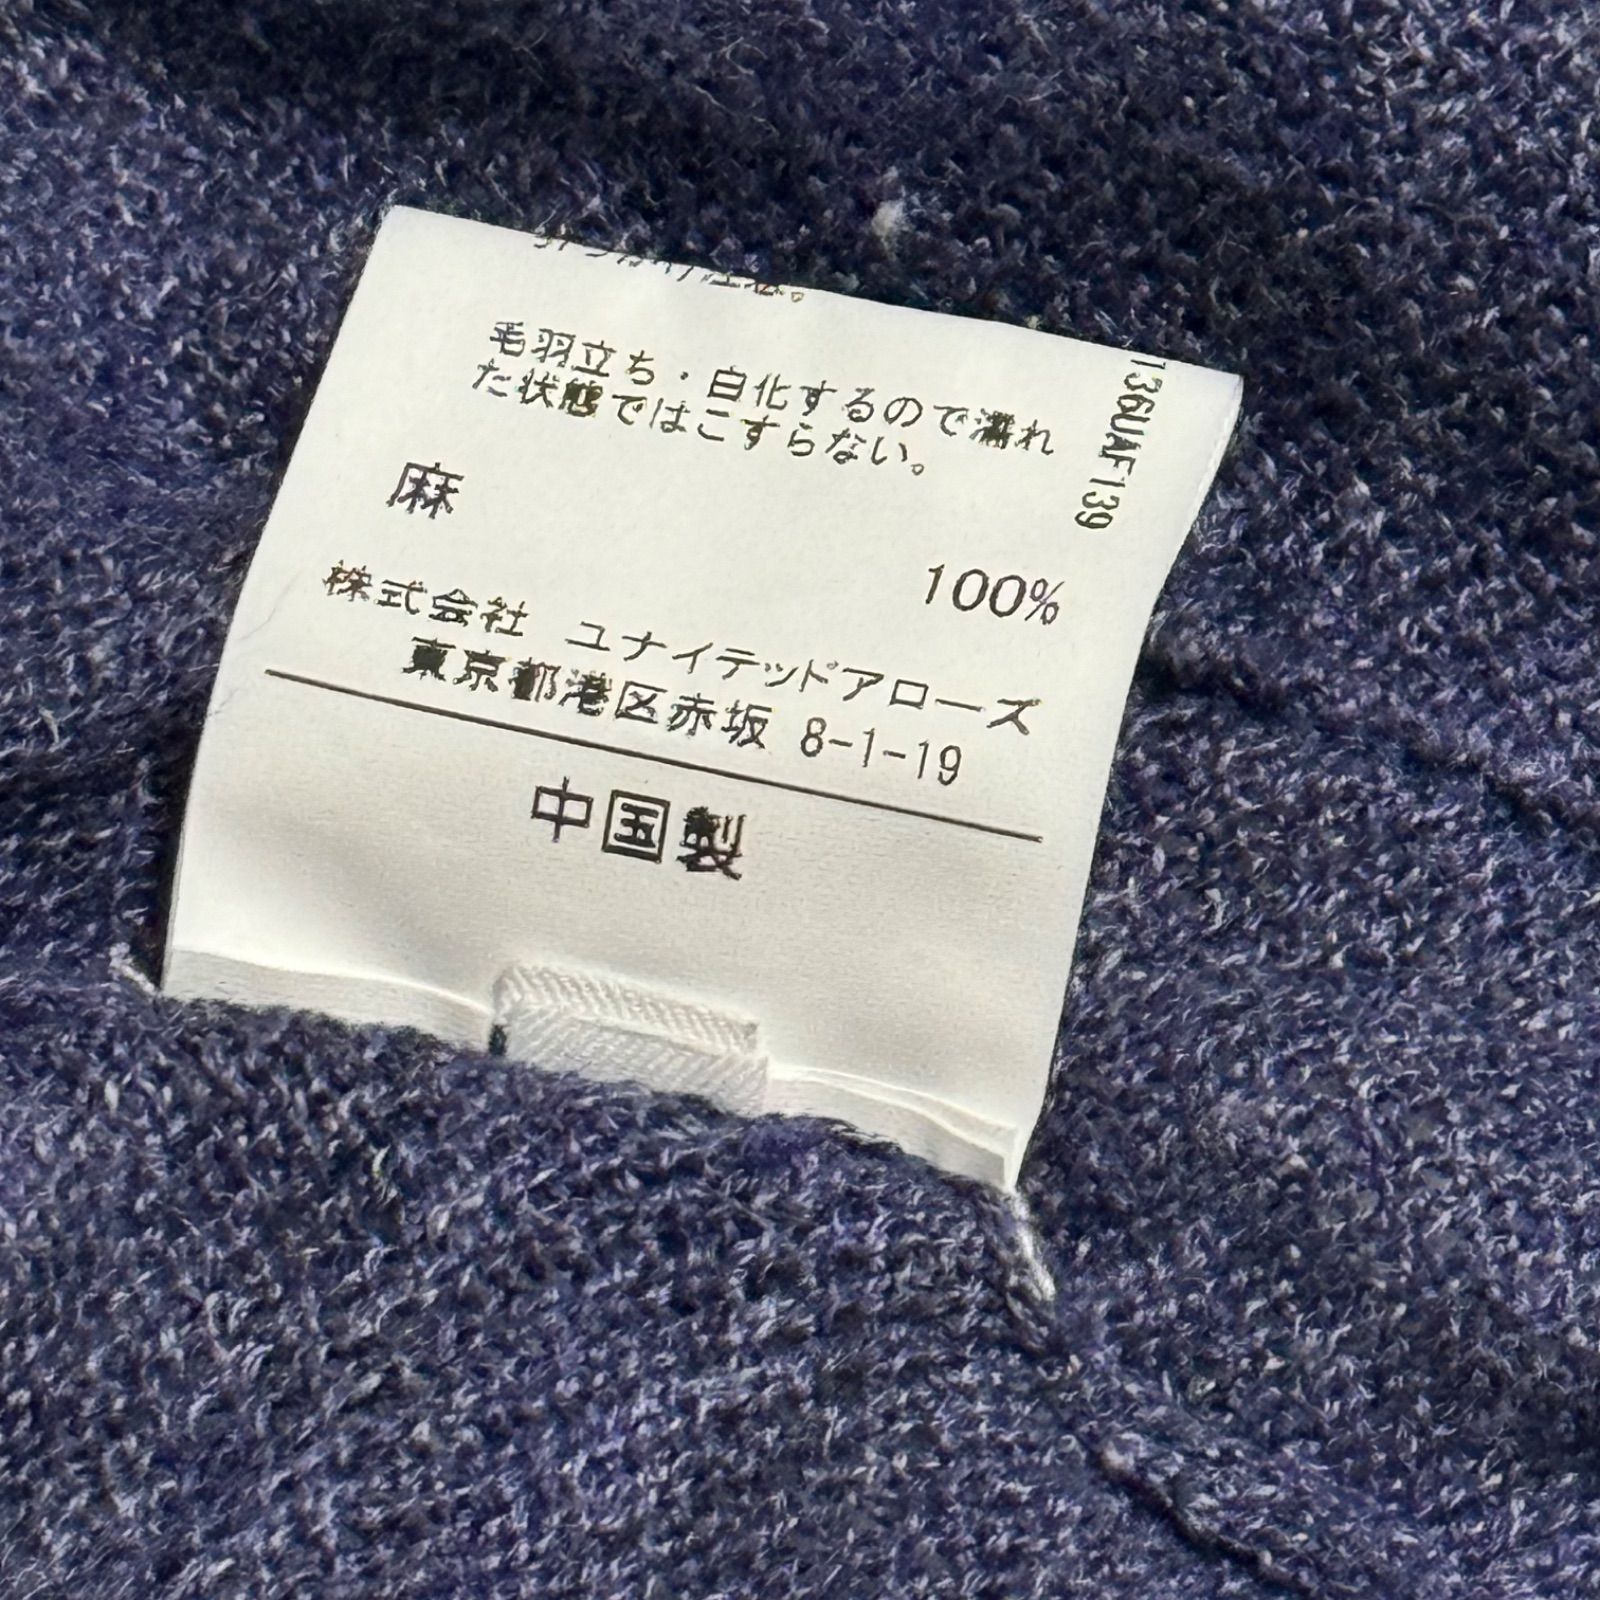 毛羽立ち・白化するので濡れ
た状態ではこすらない。
麻
100%
株式会社 ユナイテッドアローズ
東京都港区赤坂 8-1-19
中国製
T36UAF139